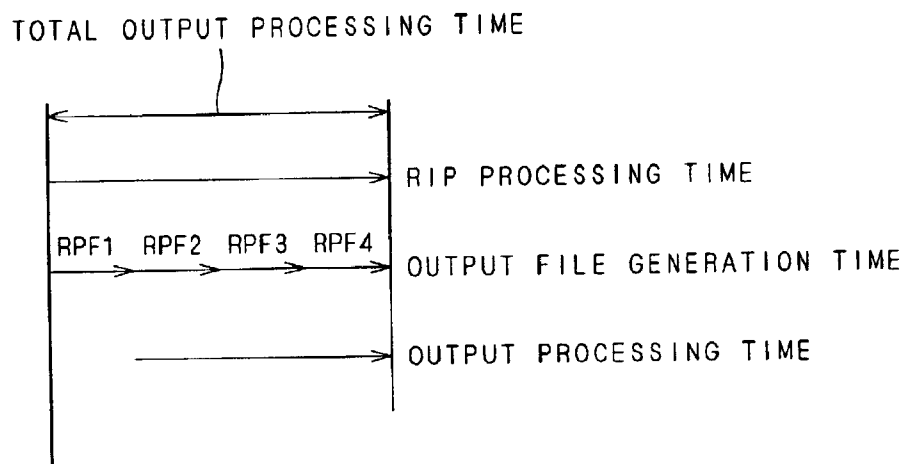 TOTAL OUTPUT PROCESSING TIME
RIP PROCESSING TIME
RPF1 RPF2 RPF3 RPF4
OUTPUT FILE GENERATION TIME
OUTPUT PROCESSING TIME